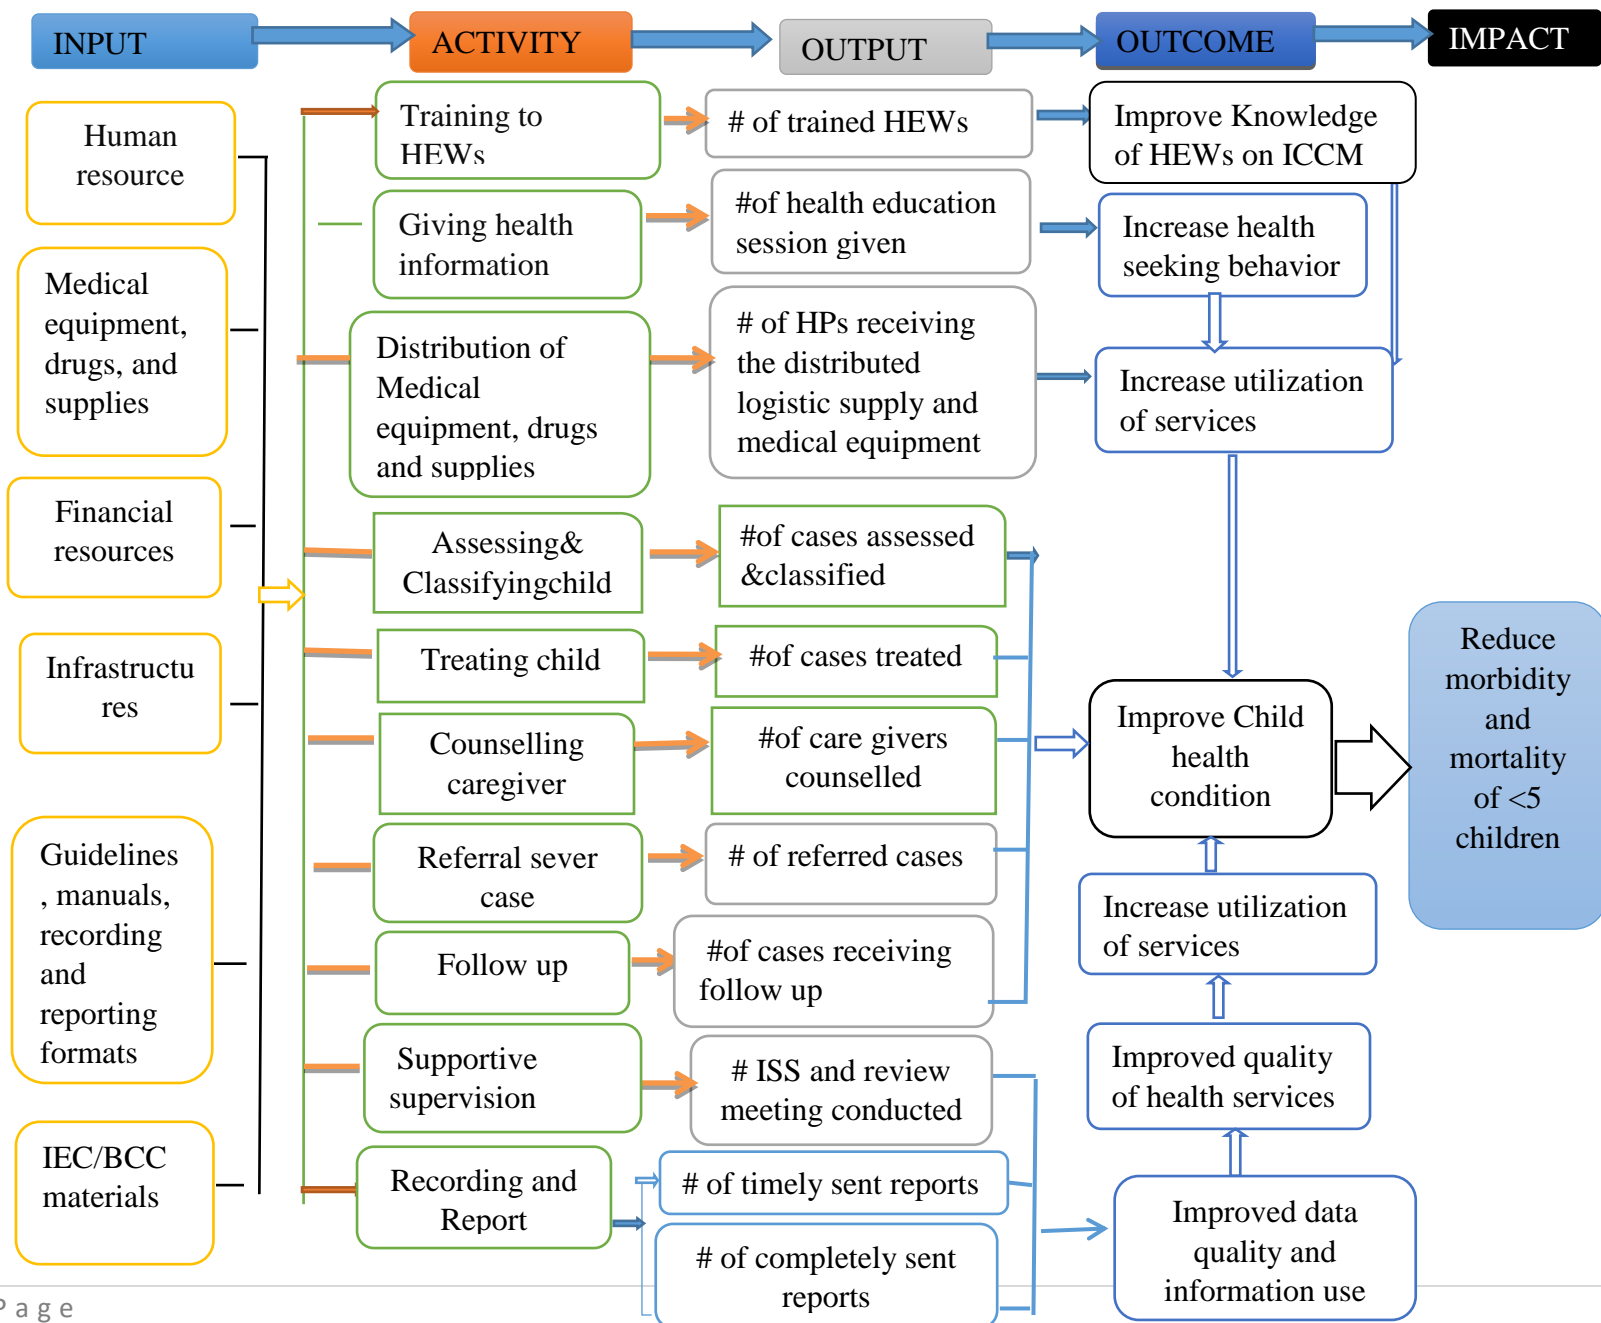 INPUT
ACTIVITY
OUTPUT
OUTCOME
IMPACT
Human
resource
Medical
equipment,
drugs, and
supplies
Financial
resources
Infrastructu
res
Guidelines
, manuals,
recording
and
reporting
formats
IEC/BCC
materials
Training to
HEWs
Giving health
information
Distribution of
Medical
equipment, drugs
and supplies
Assessing&
Classifyingchild
Treating child
Counselling
caregiver
Referral sever
case
Follow up
Supportive
supervision
Recording and
Report
# of trained HEWs
#of health education
session given
# of HPs receiving
the distributed
logistic supply and
medical equipment
#of cases assessed
&classified
#of cases treated
#of care givers
counselled
# of referred cases
#of cases receiving
follow up
# ISS and review
meeting conducted
# of timely sent reports
# of completely sent
reports
Improve Knowledge
of HEWs on ICCM
Increase health
seeking behavior
Increase utilization
of services
Improve Child
health
condition
Increase utilization
of services
Improved quality
of health services
Improved data
quality and
information use
Reduce
morbidity
and
mortality
of <5
children
Page